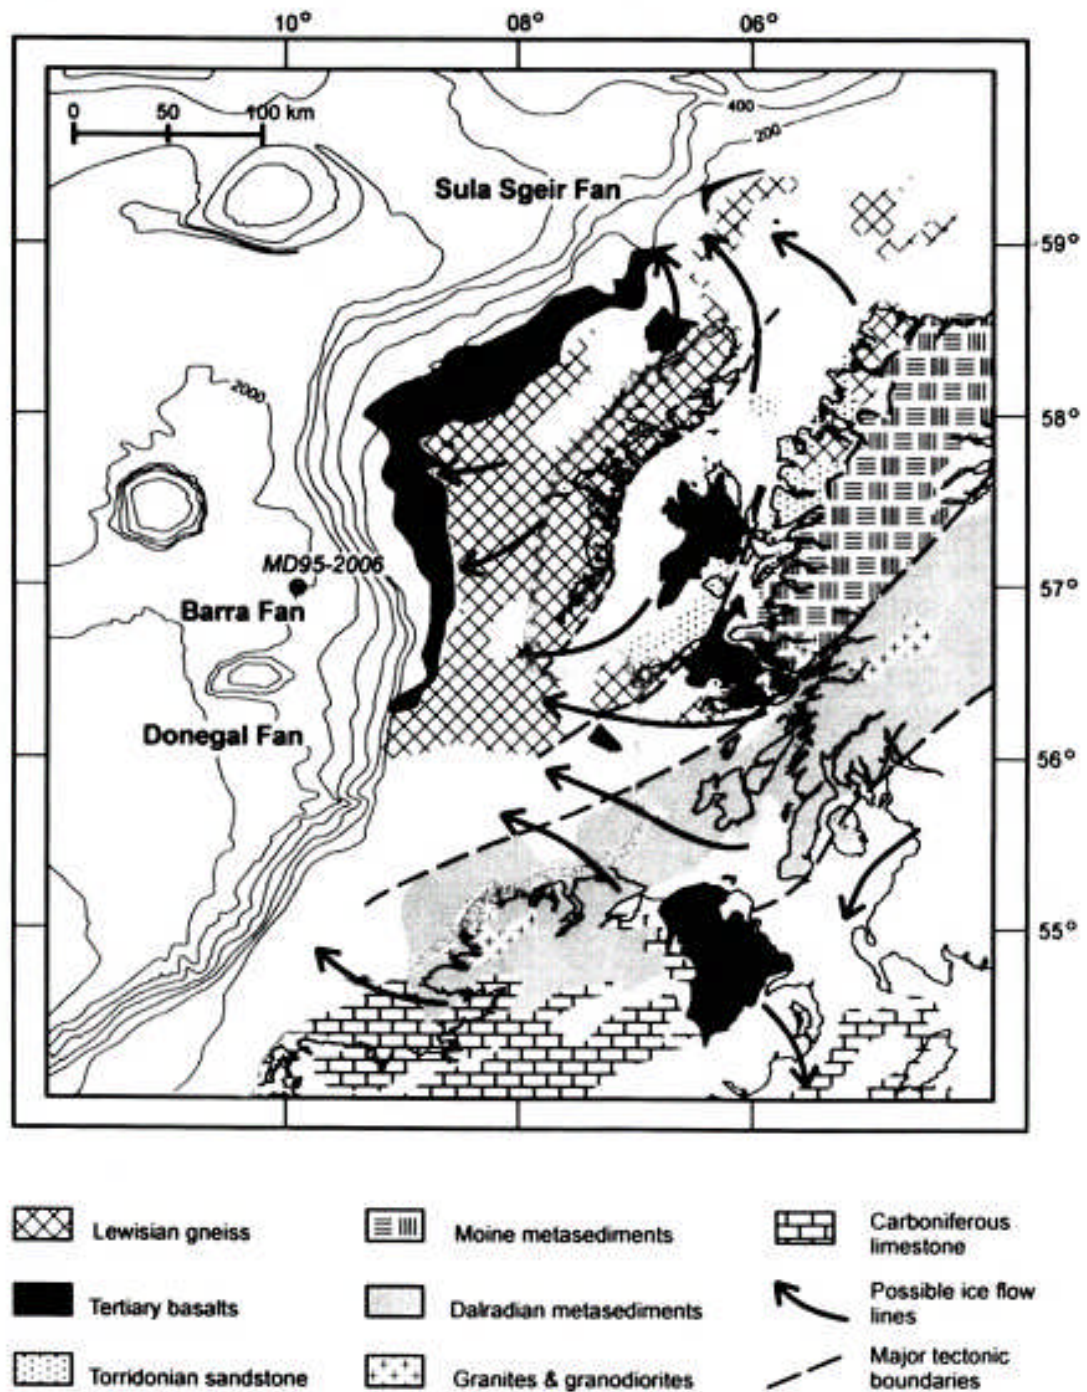 10° 08° 06°
0 50 100 km
400
200
Sula Sgeir Fan
59°
2000
58°
MD95-2006
57°
Barra Fan
Donegal Fan
56°
55°
Lewisian gneiss
Moine metasediments
Carboniferous
limestone
Tertiary basalts
Dalradian metasediments
Possible ice flow
lines
Torridonian sandstone
Granites & granodiorites
Major tectonic
boundaries